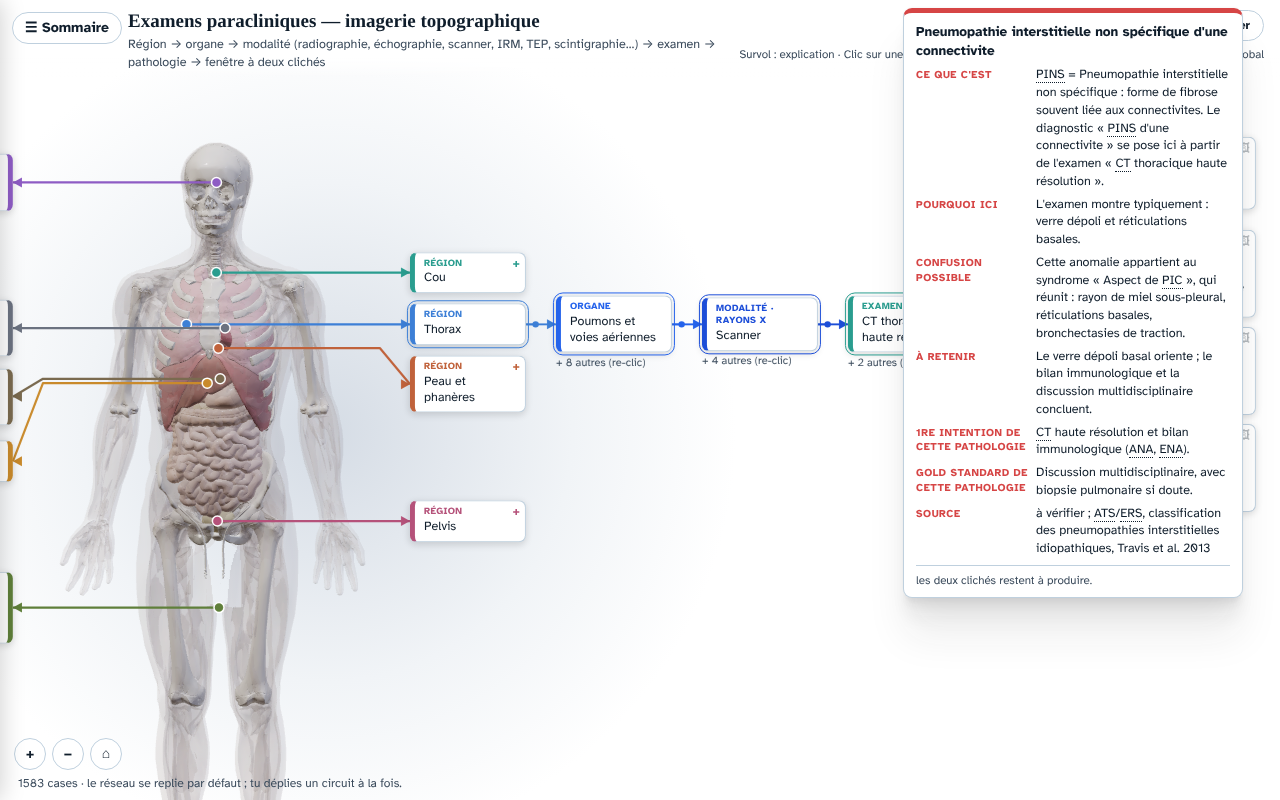 ☰ Sommaire
Examens paracliniques — imagerie topographique
Région → organe → modalité (radiographie, échographie, scanner, IRM, TEP, scintigraphie…) → examen →
pathologie → fenêtre à deux clichés
Survol : explication · Clic sur une
er
obal
RÉGION +
Cou
RÉGION
Thorax
RÉGION +
Peau et
phanères
RÉGION +
Pelvis
ORGANE
Poumons et
voies aériennes
+ 8 autres (re-clic)
MODALITÉ ·
RAYONS X
Scanner
+ 4 autres (re-clic)
EXAMEN
CT thor
haute re
+ 2 autres (
Pneumopathie interstitielle non spécifique d'une
connectivite
CE QUE C'EST PINS = Pneumopathie interstitielle
non spécifique : forme de fibrose
souvent liée aux connectivites. Le
diagnostic « PINS d'une
connectivite » se pose ici à partir
de l'examen « CT thoracique haute
résolution ».
POURQUOI ICI L'examen montre typiquement :
verre dépoli et réticulations
basales.
CONFUSION POSSIBLE Cette anomalie appartient au
syndrome « Aspect de PIC », qui
réunit : rayon de miel sous-pleural,
réticulations basales,
bronchectasies de traction.
À RETENIR Le verre dépoli basal oriente ; le
bilan immunologique et la
discussion multidisciplinaire
concluent.
1RE INTENTION DE CETTE PATHOLOGIE CT haute résolution et bilan
immunologique (ANA, ENA).
GOLD STANDARD DE CETTE PATHOLOGIE Discussion multidisciplinaire, avec
biopsie pulmonaire si doute.
SOURCE à vérifier ; ATS/ERS, classification
des pneumopathies interstitielles
idiopathiques, Travis et al. 2013
les deux clichés restent à produire.
+ − ⌂
1583 cases · le réseau se replie par défaut ; tu déplies un circuit à la fois.